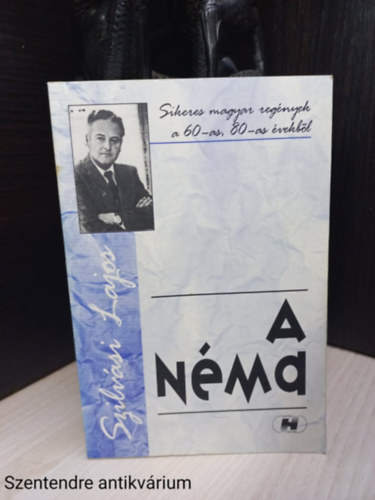 Sikeres magyar regények
a 60-as, 80-as évekből
Szilvási Lajos
A
NéMa
H
Szentendre antikvárium